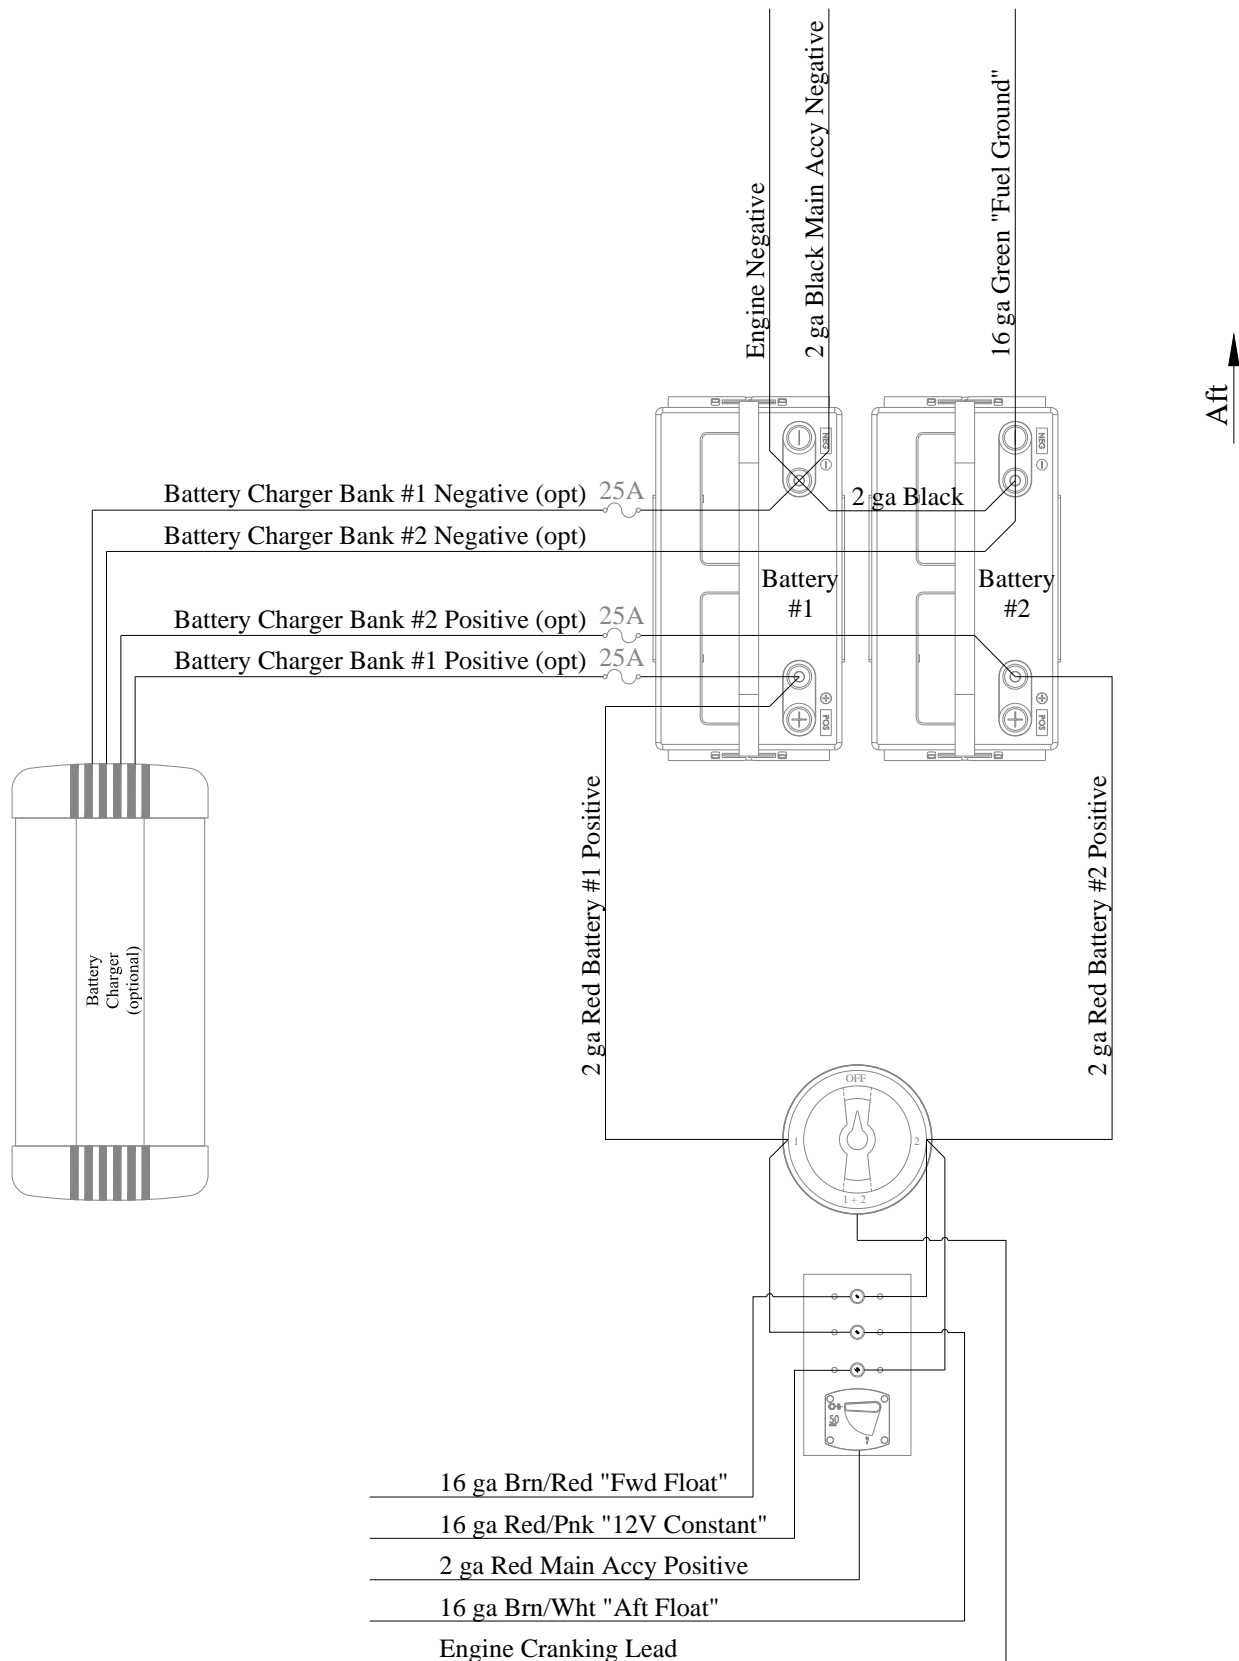 Engine Negative
2 ga Black Main Accy Negative
16 ga Green "Fuel Ground"
Aft
NEG
NEG
Battery Charger Bank #1 Negative (opt) 25A
2 ga Black
Battery Charger Bank #2 Negative (opt)
Battery
#1
Battery
#2
Battery Charger Bank #2 Positive (opt) 25A
Battery Charger Bank #1 Positive (opt) 25A
POS
POS
2 ga Red Battery #1 Positive
2 ga Red Battery #2 Positive
Battery
Charger
(optional)
OFF
1
2
1 + 2
50
16 ga Brn/Red "Fwd Float"
16 ga Red/Pnk "12V Constant"
2 ga Red Main Accy Positive
16 ga Brn/Wht "Aft Float"
Engine Cranking Lead